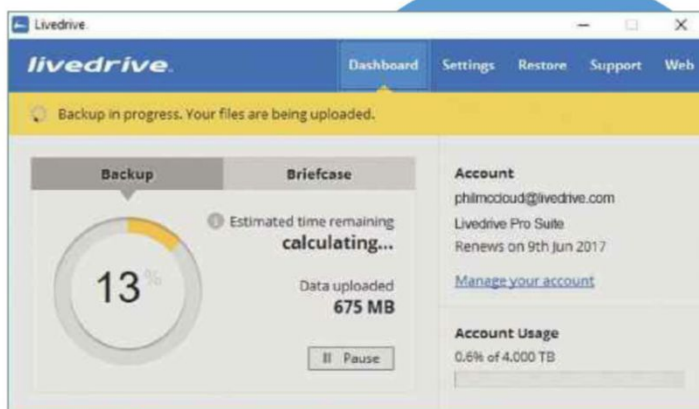 Livedrive
livedrive.
Dashboard Settings Restore Support Web
Backup in progress. Your files are being uploaded.
Backup Briefcase
13%
Estimated time remaining
calculating...
Data uploaded
675 MB
Pause
Account
philmccloud@livedrive.com
Livedrive Pro Suite
Renews on 9th Jun 2017
Manage your account
Account Usage
0.6% of 4.000 TB